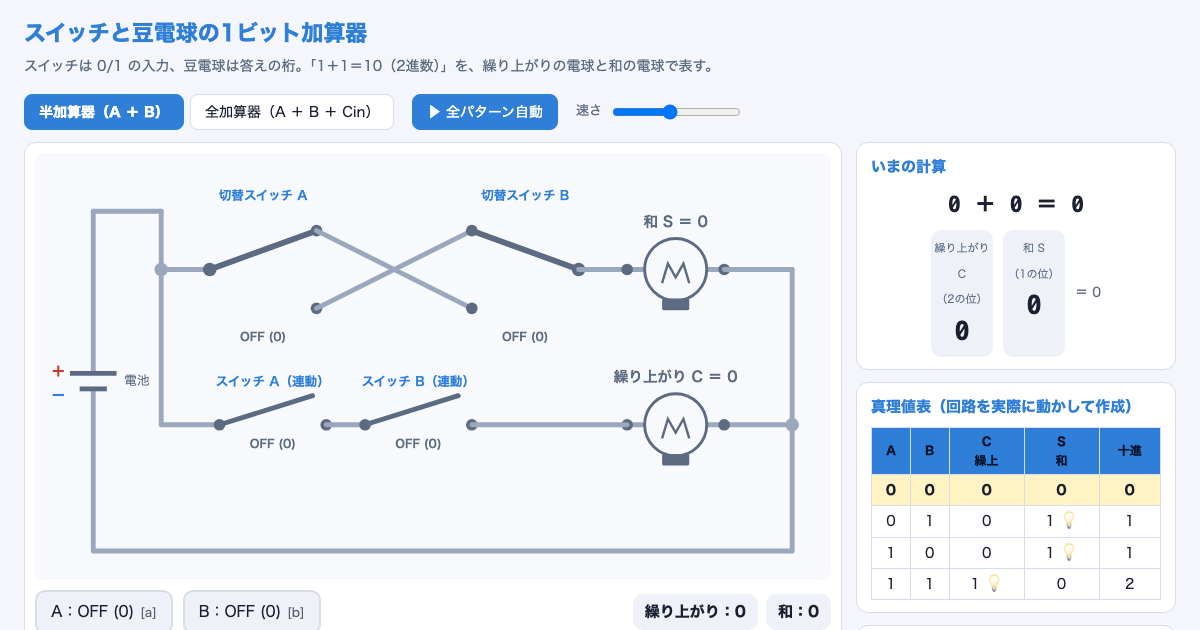 スイッチと豆電球の1ビット加算器
スイッチは 0/1 の入力、豆電球は答えの桁。「1＋1＝10（2進数）」を、繰り上がりの電球と和の電球で表す。
半加算器（A ＋ B）
全加算器（A ＋ B ＋ Cin）
▶ 全パターン自動
速さ
切替スイッチ A
切替スイッチ B
和 S ＝ 0
OFF (0)
OFF (0)
＋
－
電池
スイッチ A（連動）
スイッチ B（連動）
繰り上がり C ＝ 0
OFF (0)
OFF (0)
A：OFF (0) [a]
B：OFF (0) [b]
繰り上がり：0
和：0
いまの計算
0 ＋ 0 ＝ 0
繰り上がり
C
（2の位）
0
和 S
（1の位）
0
＝ 0
真理値表（回路を実際に動かして作成）
A B C 繰上 S 和 十進
0 0 0 0 0
0 1 0 1 💡 1
1 0 0 1 💡 1
1 1 1 💡 0 2